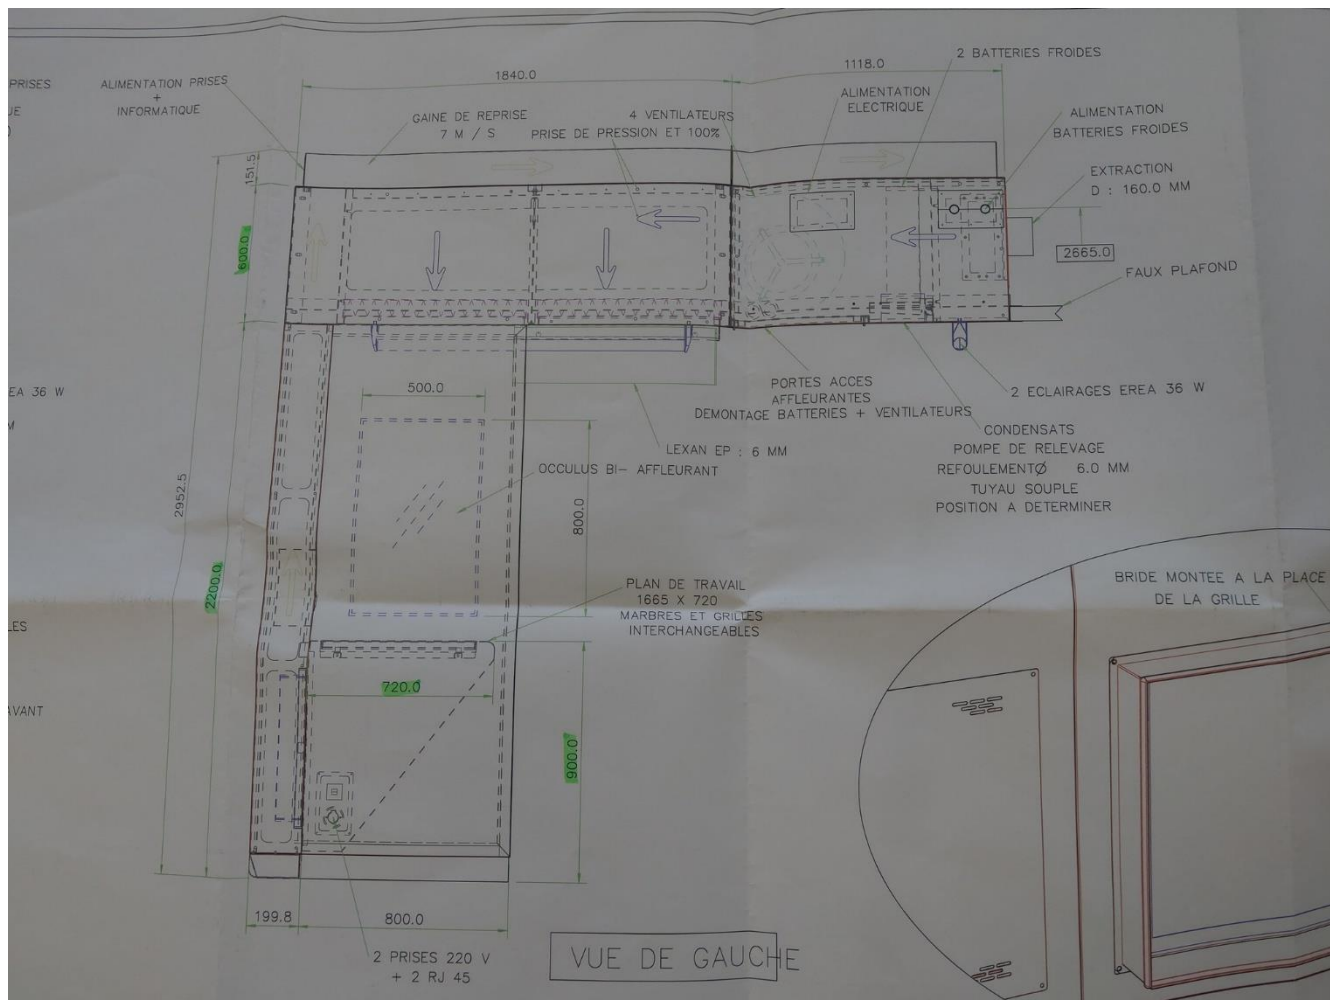 PRISES
ALIMENTATION PRISES
+
INFORMATIQUE
1840.0
1118.0
2 BATTERIES FROIDES
GAINE DE REPRISE
7 M / S
4 VENTILATEURS
PRISE DE PRESSION ET 100%
ALIMENTATION
ELECTRIQUE
ALIMENTATION
BATTERIES FROIDES
EXTRACTION
D : 160.0 MM
2665.0
FAUX PLAFOND
151.5
600.0
2952.5
2200.0
EREA 36 W
M
500.0
PORTES ACCES
AFFLEURANTES
DEMONTAGE BATTERIES + VENTILATEURS
2 ECLAIRAGES EREA 36 W
LEXAN EP : 6 MM
CONDENSATS
POMPE DE RELEVAGE
REFOULEMENTØ 6.0 MM
TUYAU SOUPLE
POSITION A DETERMINER
OCCULUS BI- AFFLEURANT
800.0
PLAN DE TRAVAIL
1665 X 720
MARBRES ET GRILLES
INTERCHANGEABLES
BRIDE MONTEE A LA PLACE
DE LA GRILLE
LES
AVANT
720.0
900.0
199.8
800.0
2 PRISES 220 V
+ 2 RJ 45
VUE DE GAUCHE